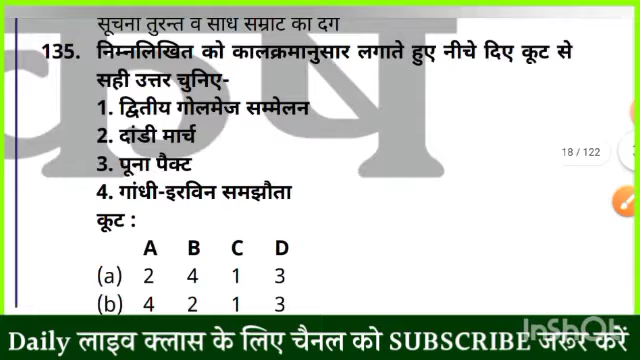 सूचना तुरन्त व साध सम्राट का दग
135. निम्नलिखित को कालक्रमानुसार लगाते हुए नीचे दिए कूट से
सही उत्तर चुनिए-
1. द्वितीय गोलमेज सम्मेलन
2. दांडी मार्च
3. पूना पैक्ट
4. गांधी-इरविन समझौता
कूट :
A B C D
(a) 2 4 1 3
(b) 4 2 1 3
18 / 122
InShOt
Daily लाइव क्लास के लिए चैनल को SUBSCRIBE जरूर करें